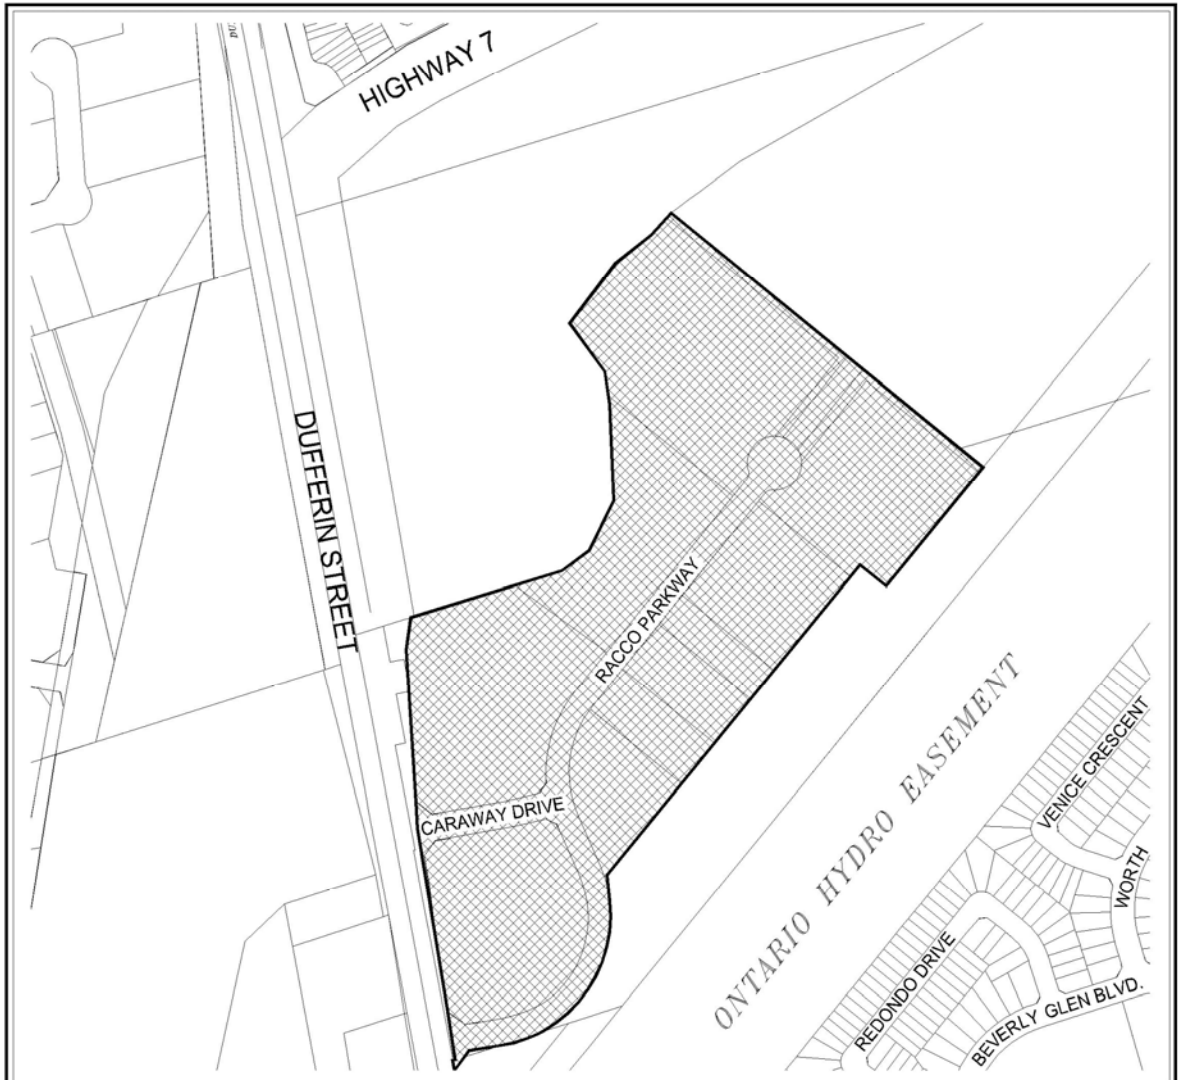 HIGHWAY 7
DUFFERIN STREET
RACCO PARKWAY
CARAWAY DRIVE
ONTARIO HYDRO EASEMENT
VENICE CRESCENT
WORTH
REDONDO DRIVE
BEVERLY GLEN BLVD.